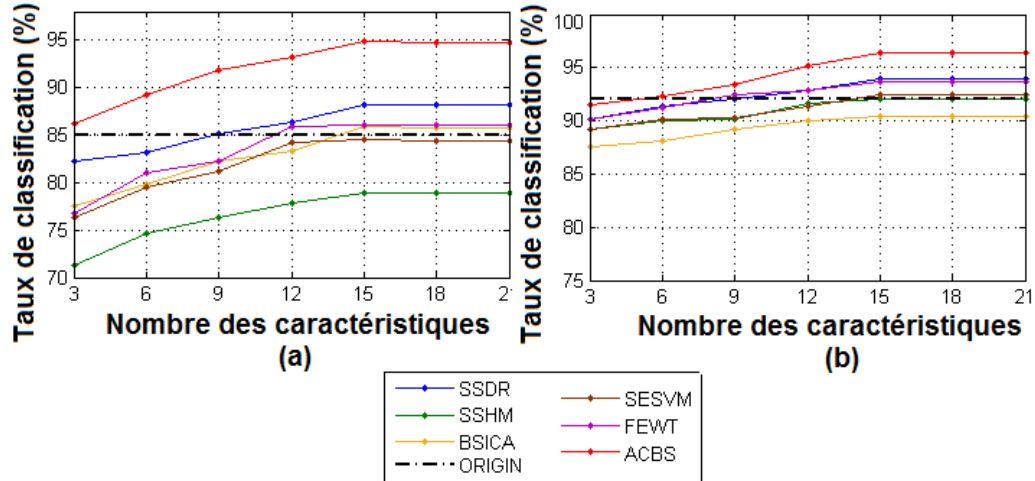 Taux de classification (%)
95
90
85
80
75
70
3 6 9 12 15 18 2
Nombre des caractéristiques
(a)
Taux de classification (%)
100
95
90
85
80
75
3 6 9 12 15 18 21
Nombre des caractéristiques
(b)
SSDR
SSHM
BSICA
ORIGIN
SESVM
FEWT
ACBS